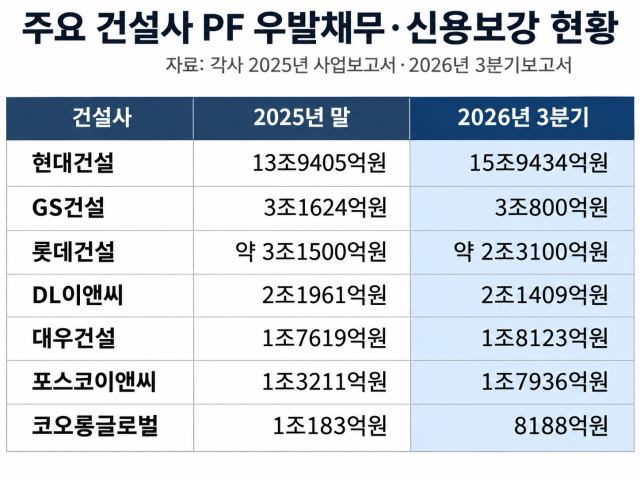 주요 건설사 PF 우발채무·신용보강 현황
자료: 각사 2025년 사업보고서·2026년 3분기보고서
건설사 2025년 말 2026년 3분기
현대건설 13조9405억원 15조9434억원
GS건설 3조1624억원 3조800억원
롯데건설 약 3조1500억원 약 2조3100억원
DL이앤씨 2조1961억원 2조1409억원
대우건설 1조7619억원 1조8123억원
포스코이앤씨 1조3211억원 1조7936억원
코오롱글로벌 1조183억원 8188억원